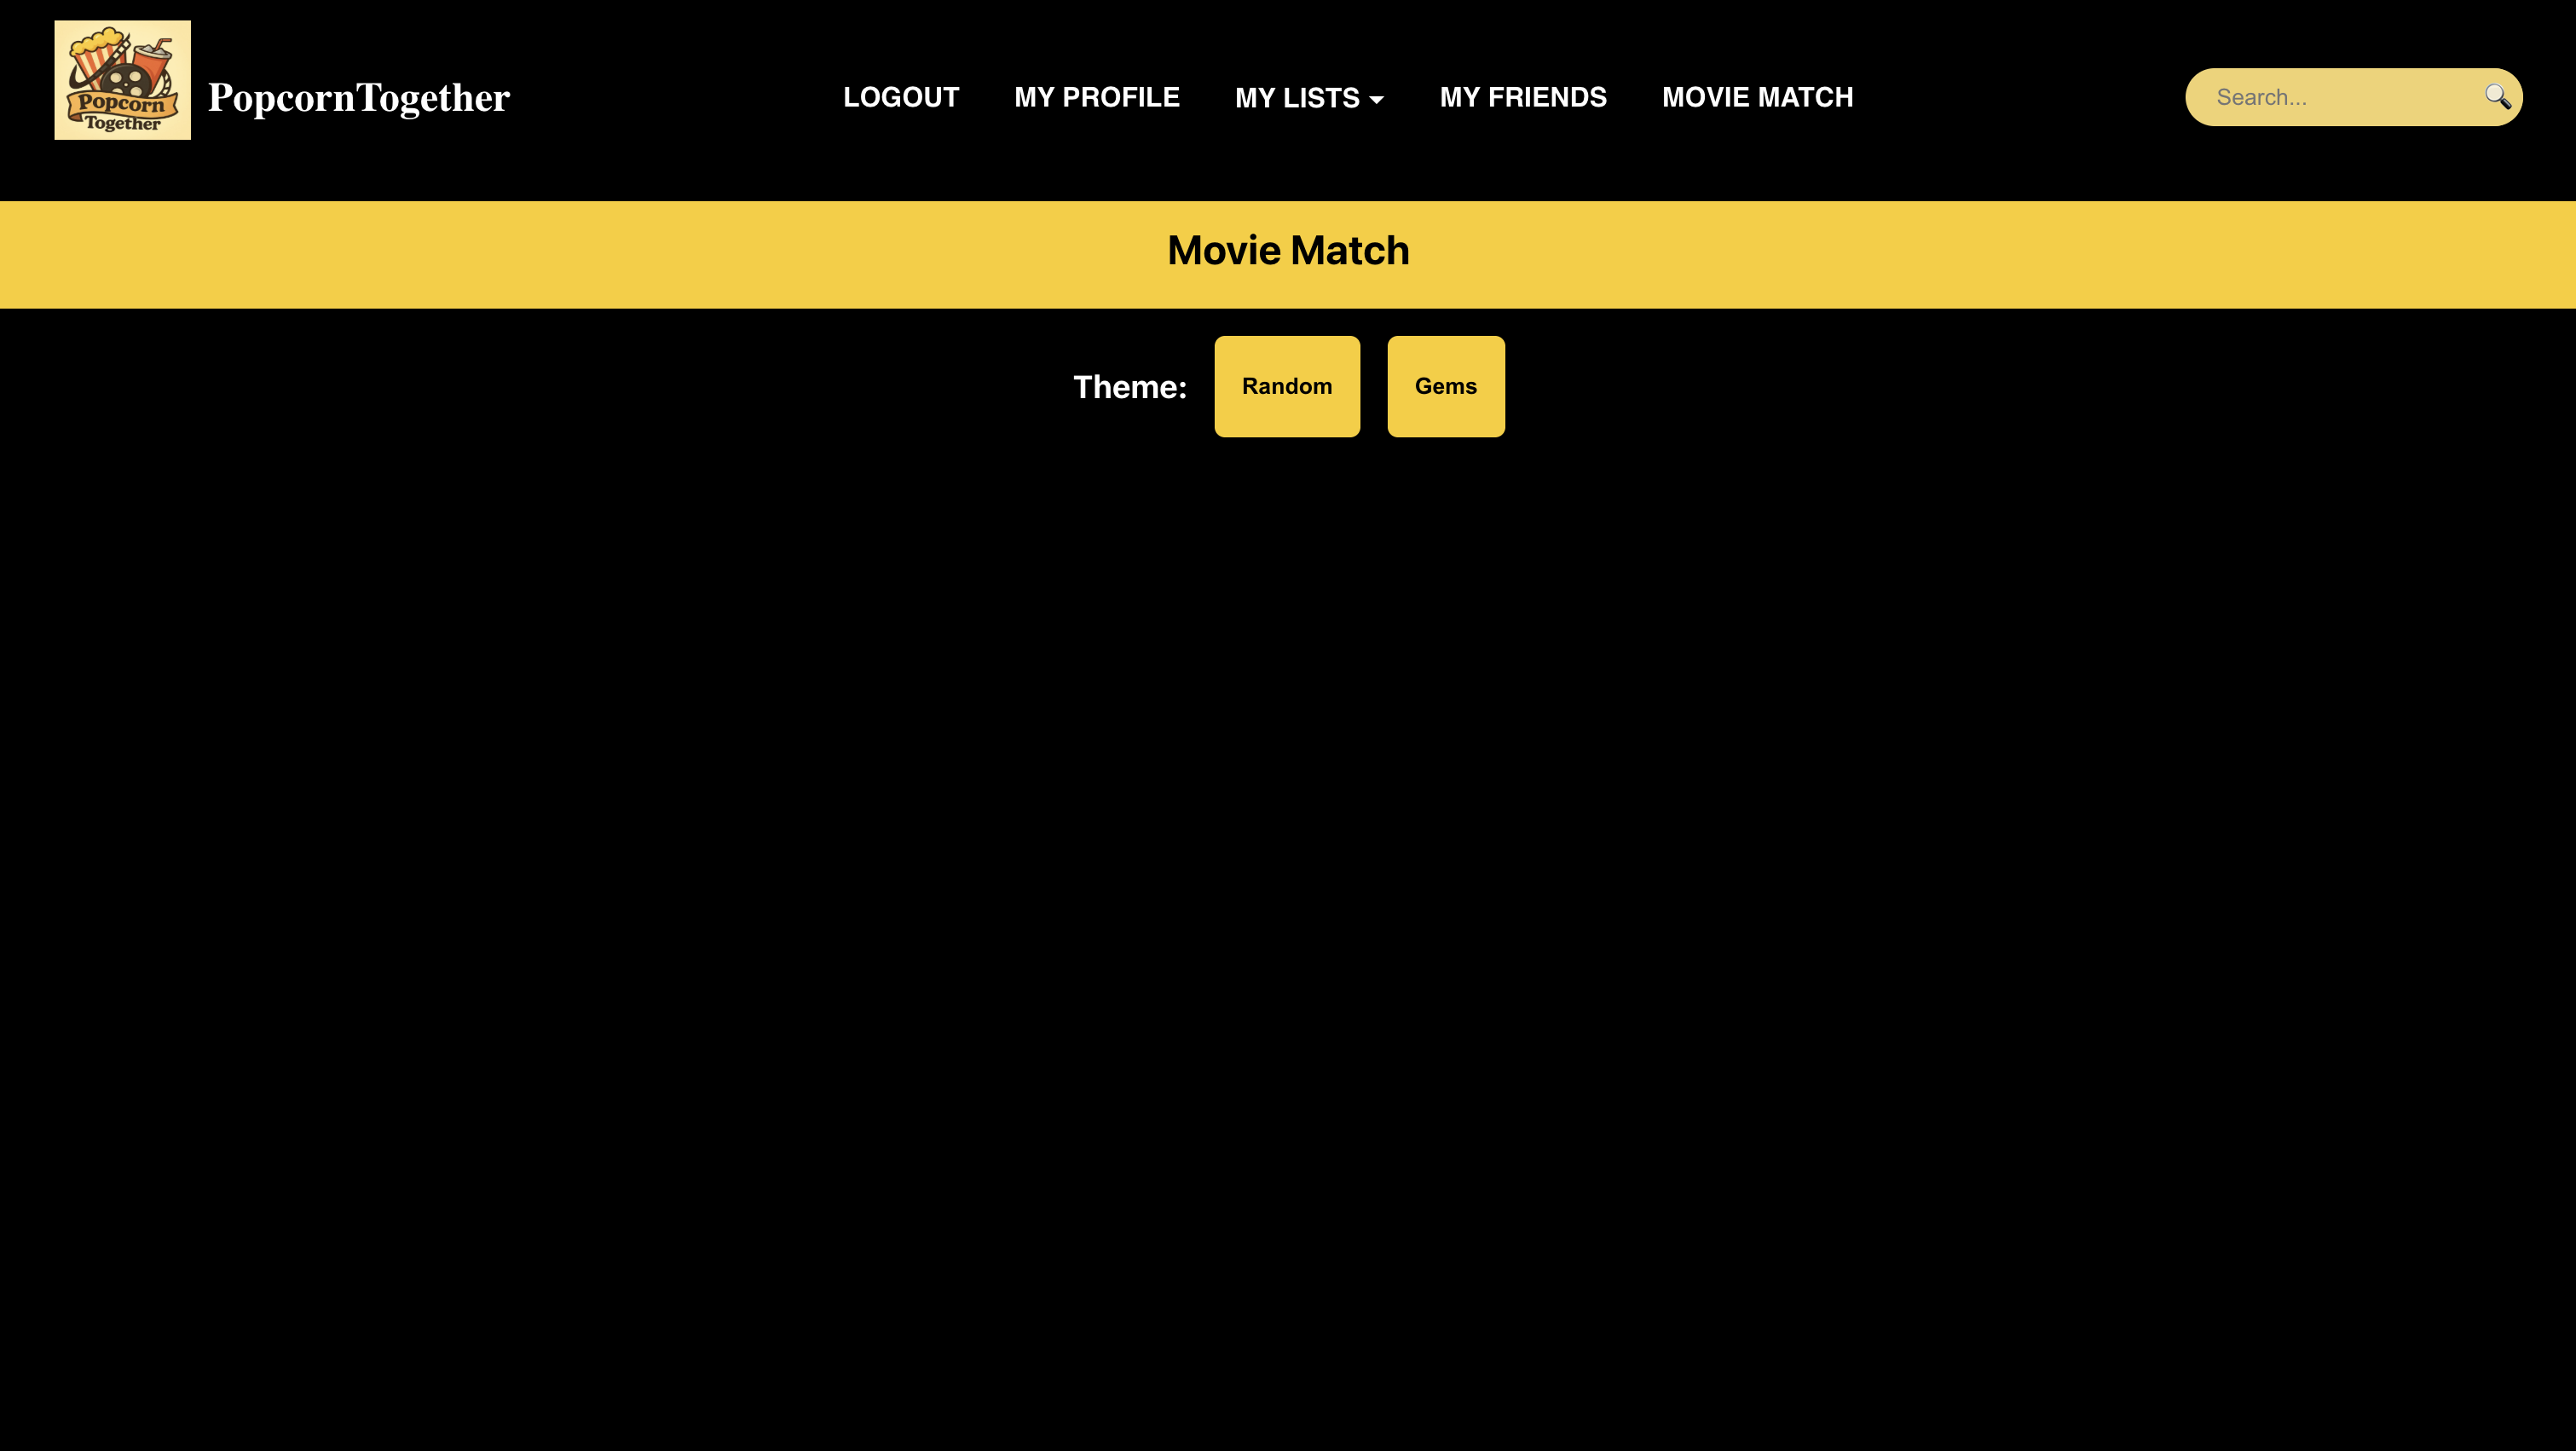 Popcorn
Together
PopcornTogether
LOGOUT
MY PROFILE
MY LISTS
MY FRIENDS
MOVIE MATCH
Search...
Movie Match
Theme:
Random
Gems